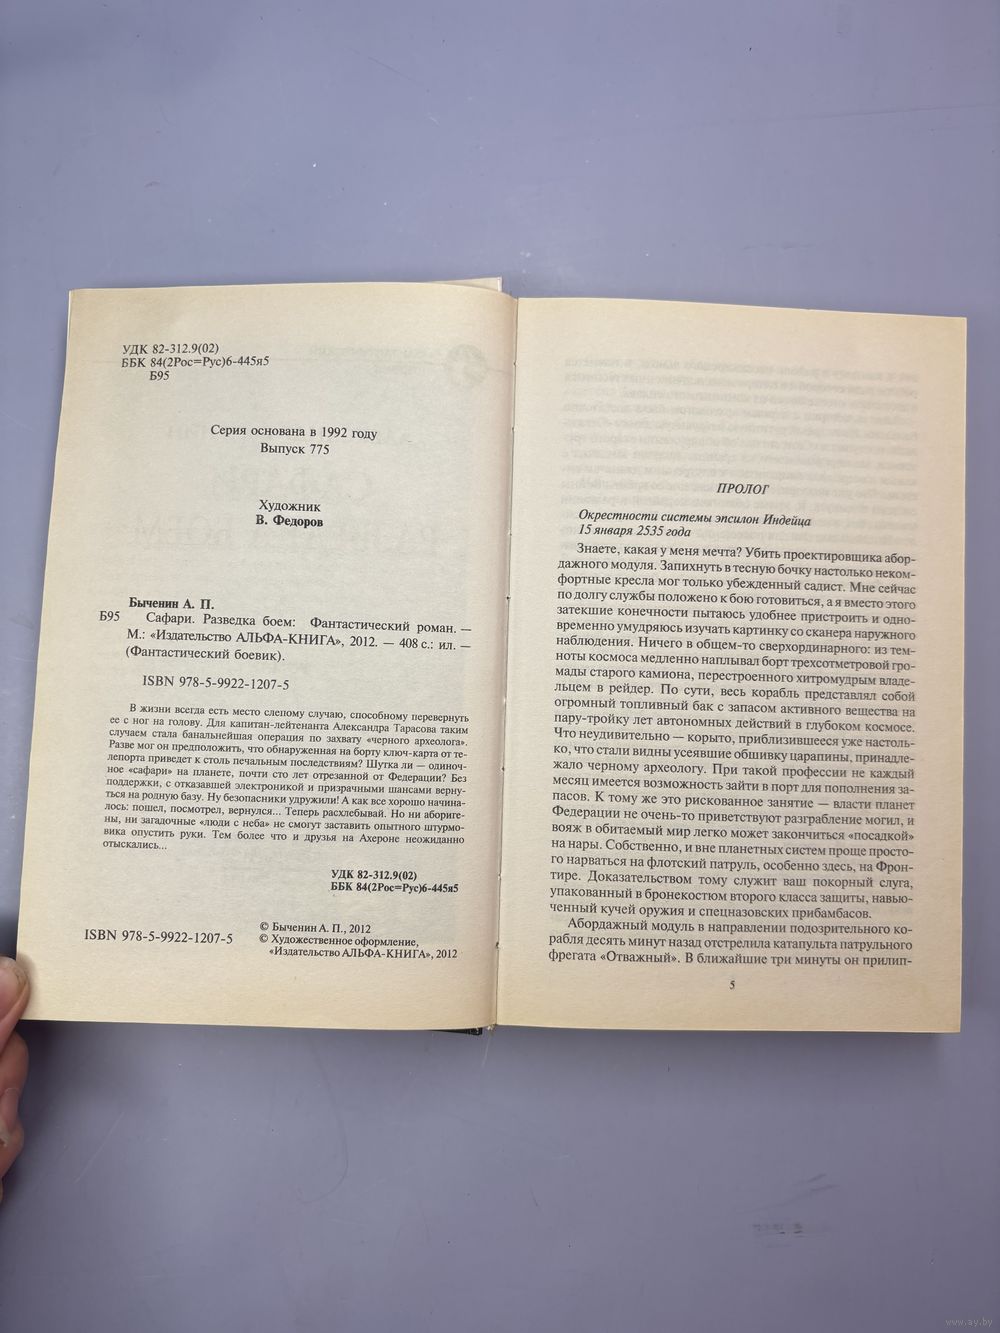 УДК 82-312.9(02)
ББК 84(2Рос=Рус)6-445я5
Б95
Серия основана в 1992 году
Выпуск 775
Художник
В. Федоров
Быченин А. П.
Б95 Сафари. Разведка боем: Фантастический роман. —
М.: «Издательство АЛЬФА-КНИГА», 2012. — 408 с.: ил. —
(Фантастический боевик).
ISBN 978-5-9922-1207-5
В жизни всегда есть место слепому случаю, способному перевернуть
ее с ног на голову. Для капитан-лейтенанта Александра Тарасова таким
случаем стала банальнейшая операция по захвату «черного археолога».
Разве мог он предположить, что обнаруженная на борту ключ-карта от те-
лепорта приведет к столь печальным последствиям? Шутка ли — одиноч-
ное «сафари» на планете, почти сто лет отрезанной от Федерации? Без
поддержки, с отказавшей электроникой и призрачными шансами верну-
ться на родную базу. Ну безопасники удружили! А как все хорошо начина-
лось: пошел, посмотрел, вернулся... Теперь расхлебывай. Но ни абориге-
ны, ни загадочные «люди с неба» не смогут заставить опытного штурмо-
вика опустить руки. Тем более что и друзья на Ахероне неожиданно
отыскались...
УДК 82-312.9(02)
ББК 84(2Рос=Рус)6-445я5
ISBN 978-5-9922-1207-5
© Быченин А. П., 2012
© Художественное оформление,
«Издательство АЛЬФА-КНИГА», 2012
ПРОЛОГ
Окрестности системы эпсилон Индейца
15 января 2535 года
Знаете, какая у меня мечта? Убить проектировщика абор-
дажного модуля. Запихнуть в тесную бочку настолько неком-
фортные кресла мог только убежденный садист. Мне сейчас
по долгу службы положено к бою готовиться, а я вместо этого
затекшие конечности пытаюсь удобнее пристроить и одно-
временно умудряюсь изучать картинку со сканера наружного
наблюдения. Ничего в общем-то сверхординарного: из тем-
ноты космоса медленно наплывал борт трехсотметровой гро-
мады старого камиона, перестроенного хитромудрым владе-
льцем в рейдер. По сути, весь корабль представлял собой
огромный топливный бак с запасом активного вещества на
пару-тройку лет автономных действий в глубоком космосе.
Что неудивительно — корыто, приблизившееся уже настоль-
ко, что стали видны усеявшие обшивку царапины, принадле-
жало черному археологу. При такой профессии не каждый
месяц имеется возможность зайти в порт для пополнения за-
пасов. К тому же это рискованное занятие — власти планет
Федерации не очень-то приветствуют разграбление могил, и
вояж в обитаемый мир легко может закончиться «посадкой»
на нары. Собственно, и вне планетных систем проще просто-
го нарваться на флотский патруль, особенно здесь, на Фрон-
тире. Доказательством тому служит ваш покорный слуга,
упакованный в бронекостюм второго класса защиты, навью-
ченный кучей оружия и спецназовских прибамбасов.
Абордажный модуль в направлении подозрительного ко-
рабля десять минут назад отстрелила катапульта патрульного
фрегата «Отважный». В ближайшие три минуты он прилип-
5
www.ay.by